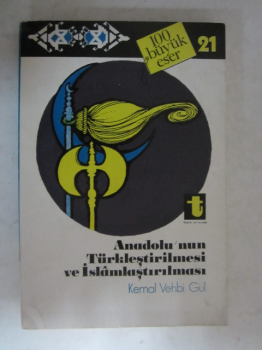 100
büyük
eser
21
t
Anadolu'nun
Türkleştirilmesi
ve İslâmlaştırılması
Kemal Vehbi Gül